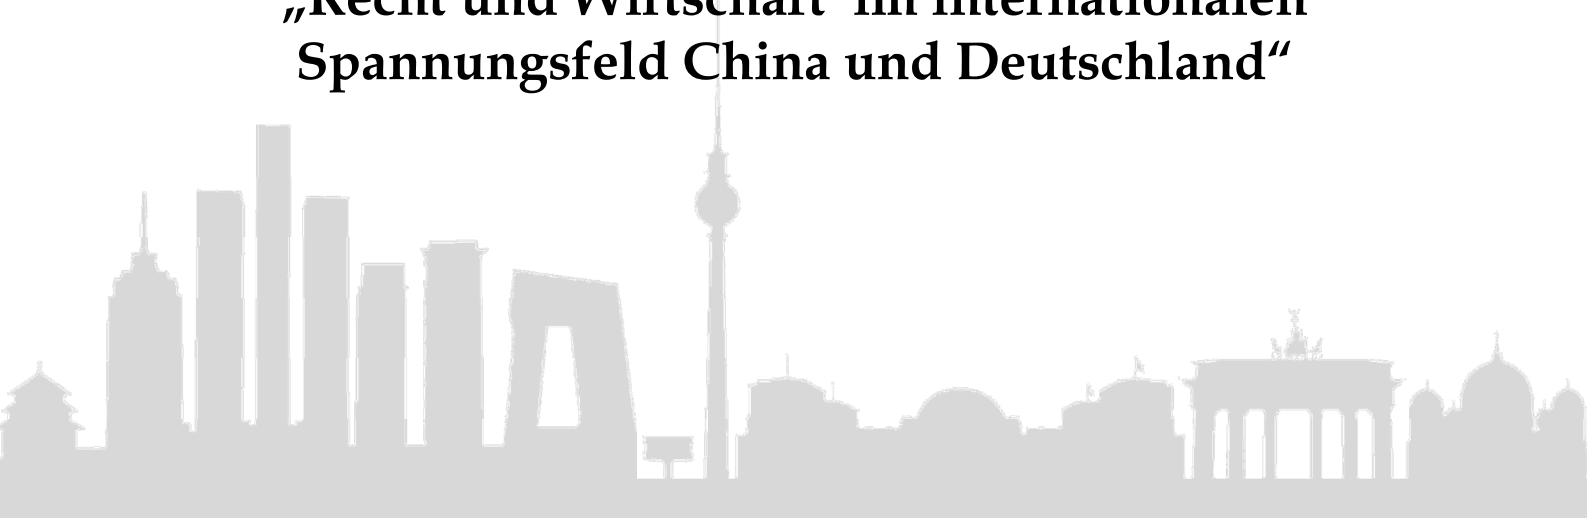 „Recht und Wirtschaft im internationalen
Spannungsfeld China und Deutschland“